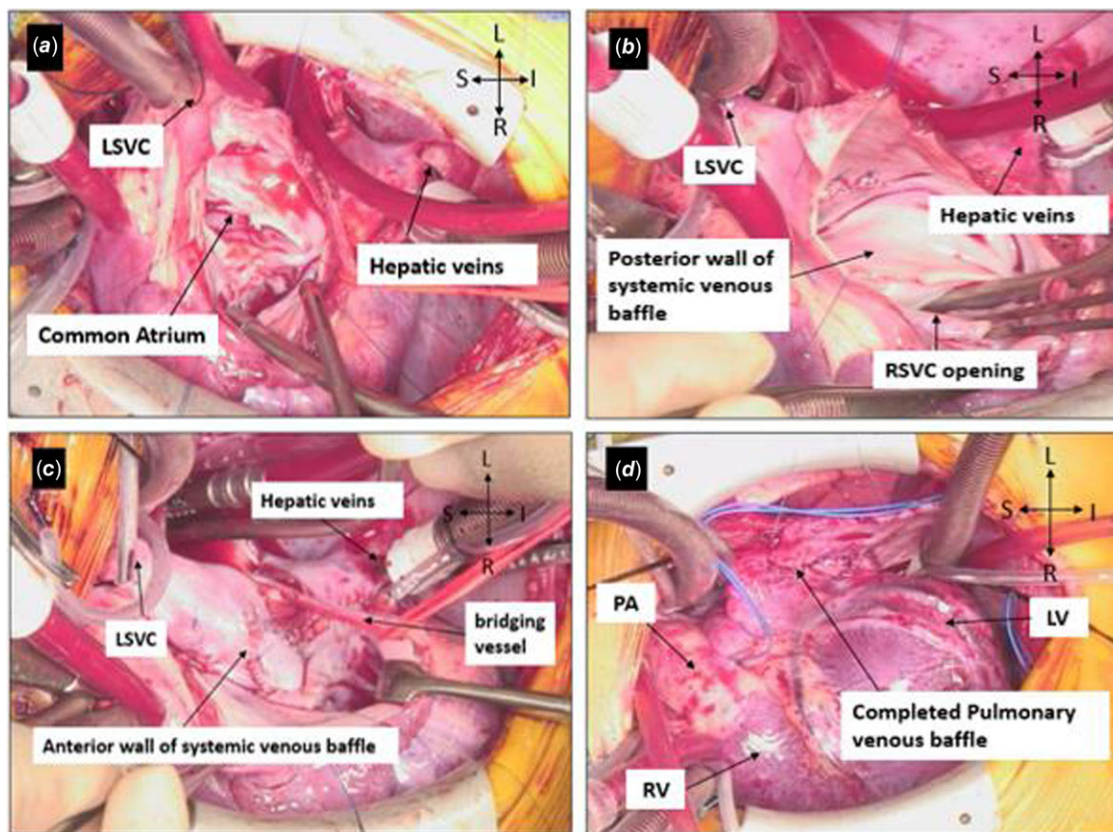 (a)
L
S I
R
LSVC
Hepatic veins
Common Atrium
(b)
L
S I
R
LSVC
Hepatic veins
Posterior wall of
systemic venous
baffle
RSVC opening
(c)
L
S I
R
Hepatic veins
LSVC
bridging
vessel
Anterior wall of systemic venous baffle
(d)
L
S I
R
PA
LV
Completed Pulmonary
venous baffle
RV